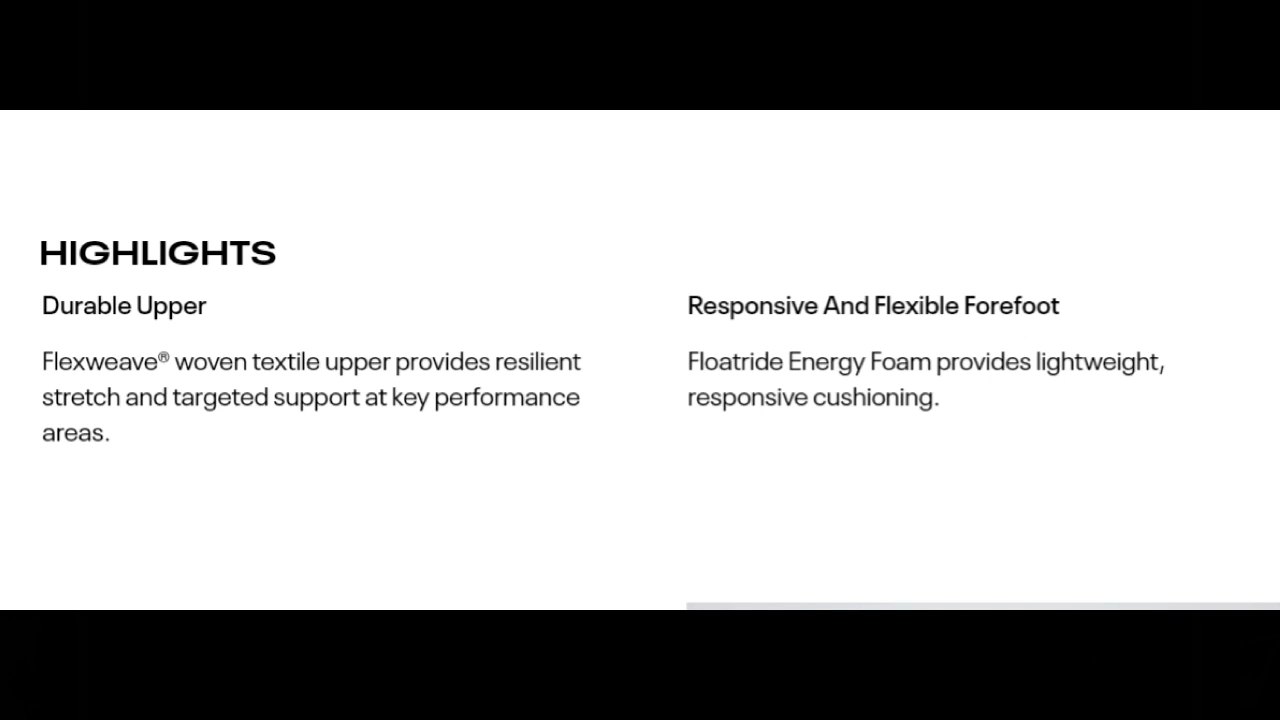 HIGHLIGHTS
Durable Upper
Flexweave® woven textile upper provides resilient
stretch and targeted support at key performance
areas.
Responsive And Flexible Forefoot
Floatride Energy Foam provides lightweight,
responsive cushioning.